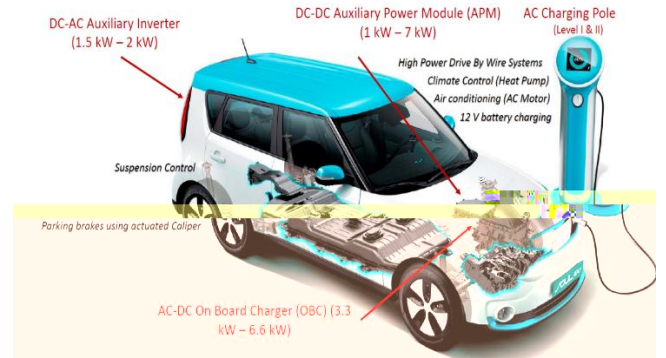 DC-AC Auxiliary Inverter
(1.5 kW – 2 kW)
DC-DC Auxiliary Power Module (APM)
(1 kW – 7 kW)
AC Charging Pole
(Level I & II)
High Power Drive By Wire Systems
Climate Control (Heat Pump)
Air conditioning (AC Motor)
12 V battery charging
Suspension Control
Parking brakes using actuated Caliper
AC-DC On Board Charger (OBC) (3.3
kW – 6.6 kW)